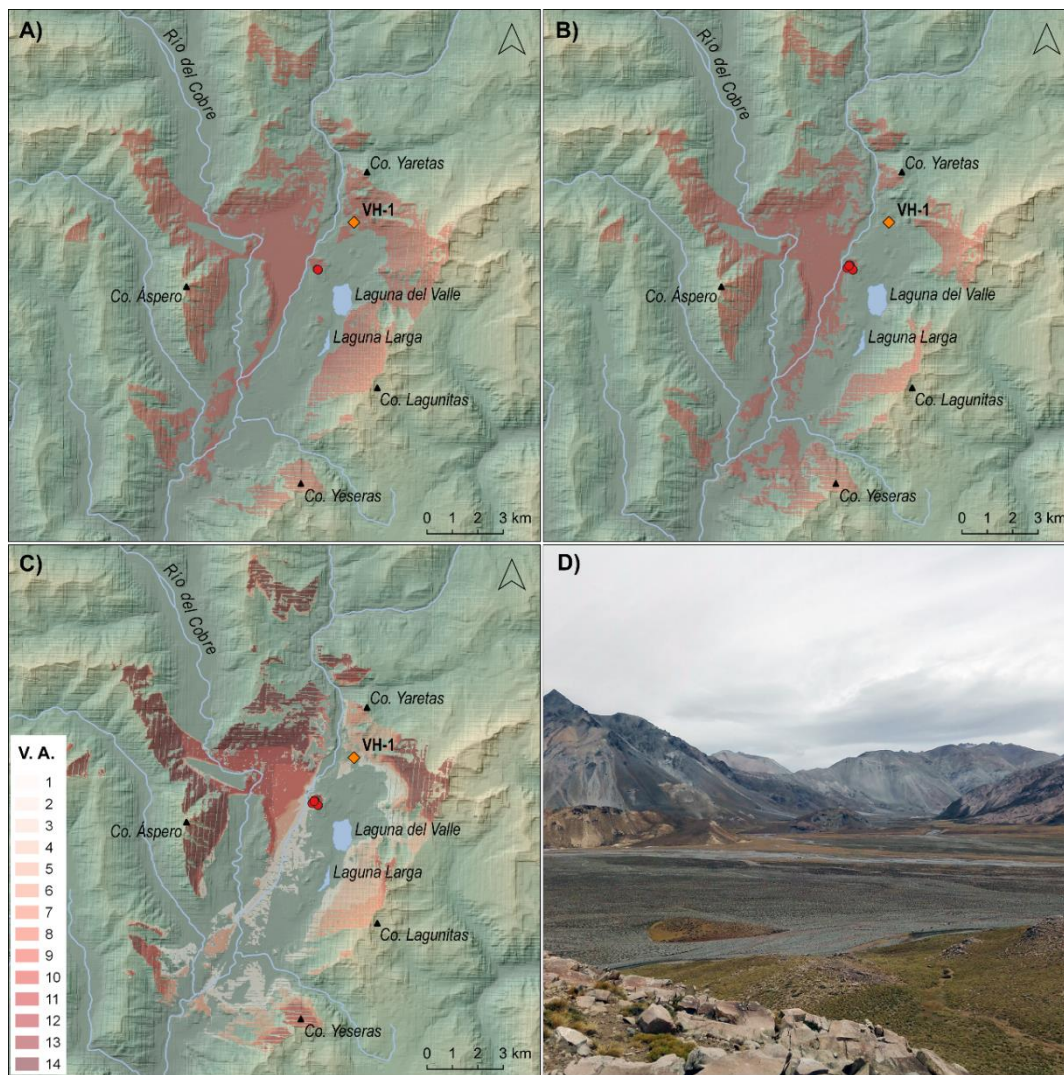 A)
Río del Cobre
Co. Yaretas
VH-1
Co. Aspero
Laguna del Valle
Laguna Larga
Co. Lagunitas
Co. Yeseras
0 1 2 3 km
B)
Río del Cobre
Co. Yaretas
VH-1
Co. Aspero
Laguna del Valle
Laguna Larga
Co. Lagunitas
Co. Yeseras
0 1 2 3 km
C)
Río del Cobre
Co. Yaretas
V. A.
VH-1
1
2
3
4
5
6
7
8
9
10
11
12
13
14
Co. Aspero
Laguna del Valle
Laguna Larga
Co. Lagunitas
Co. Yeseras
0 1 2 3 km
D)